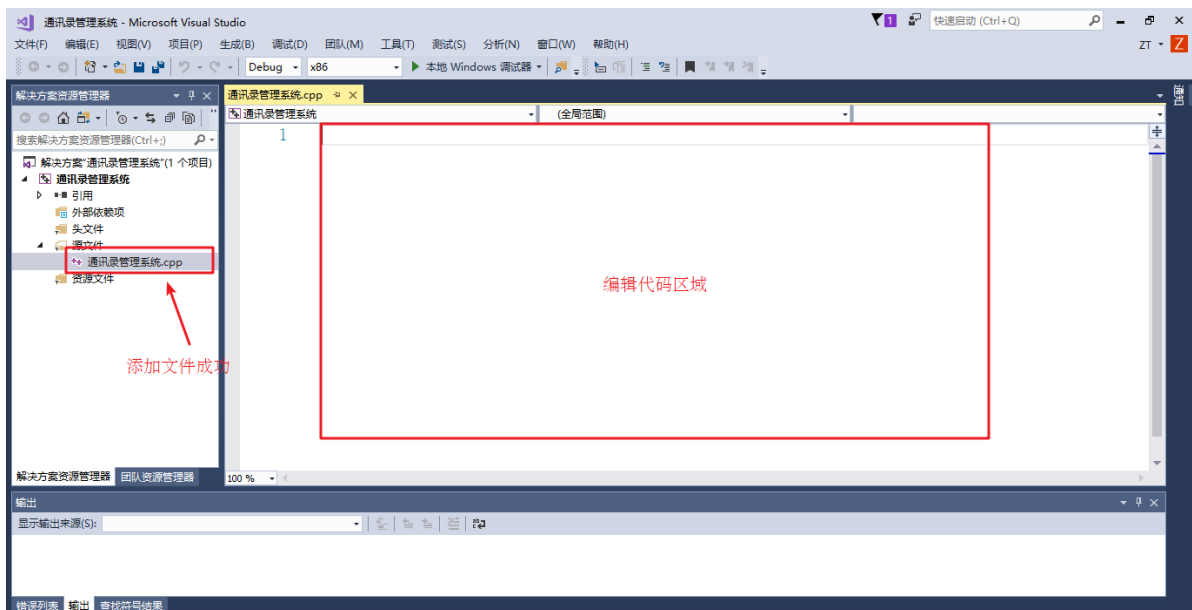 通讯录管理系统 - Microsoft Visual Studio
1
快速启动 (Ctrl+Q)
文件(F) 编辑(E) 视图(V) 项目(P) 生成(B) 调试(D) 团队(M) 工具(T) 测试(S) 分析(N) 窗口(W) 帮助(H)
ZT
Z
Debug x86 本地 Windows 调试器
解决方案资源管理器
搜索解决方案资源管理器(Ctrl+;)
解决方案"通讯录管理系统"(1 个项目)
通讯录管理系统
引用
外部依赖项
头文件
源文件
通讯录管理系统.cpp
资源文件
添加文件成功
解决方案资源管理器 团队资源管理器
通讯录管理系统.cpp
通讯录管理系统 (全局范围)
1
编辑代码区域
100 %
输出
显示输出来源(S):
错误列表 输出 查找符号结果